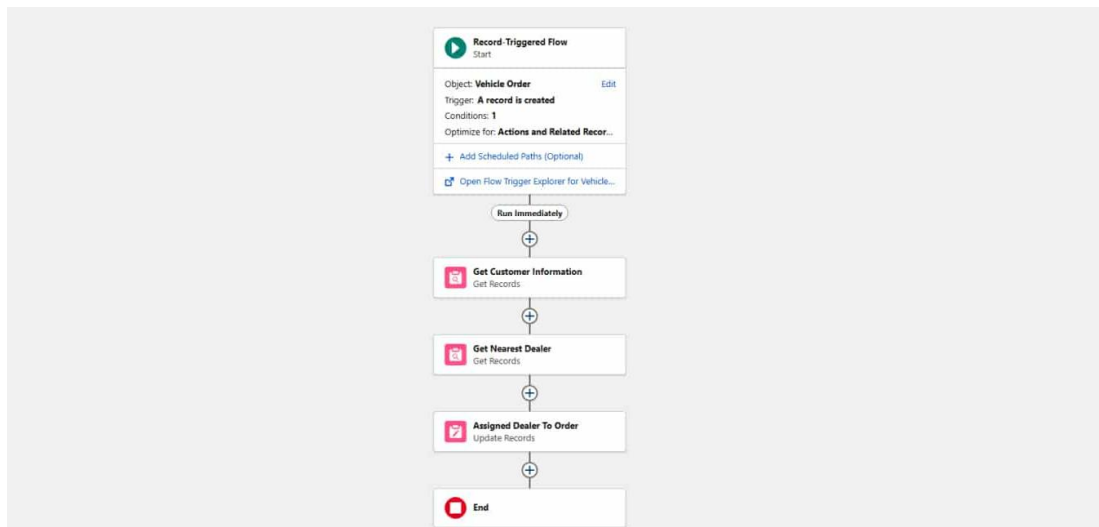 Record-Triggered Flow
Start
Object: Vehicle Order Edit
Trigger: A record is created
Conditions: 1
Optimize for: Actions and Related Recor...
+ Add Scheduled Paths (Optional)
Open Flow Trigger Explorer for Vehicle...
Run Immediately
Get Customer Information
Get Records
Get Nearest Dealer
Get Records
Assigned Dealer To Order
Update Records
End